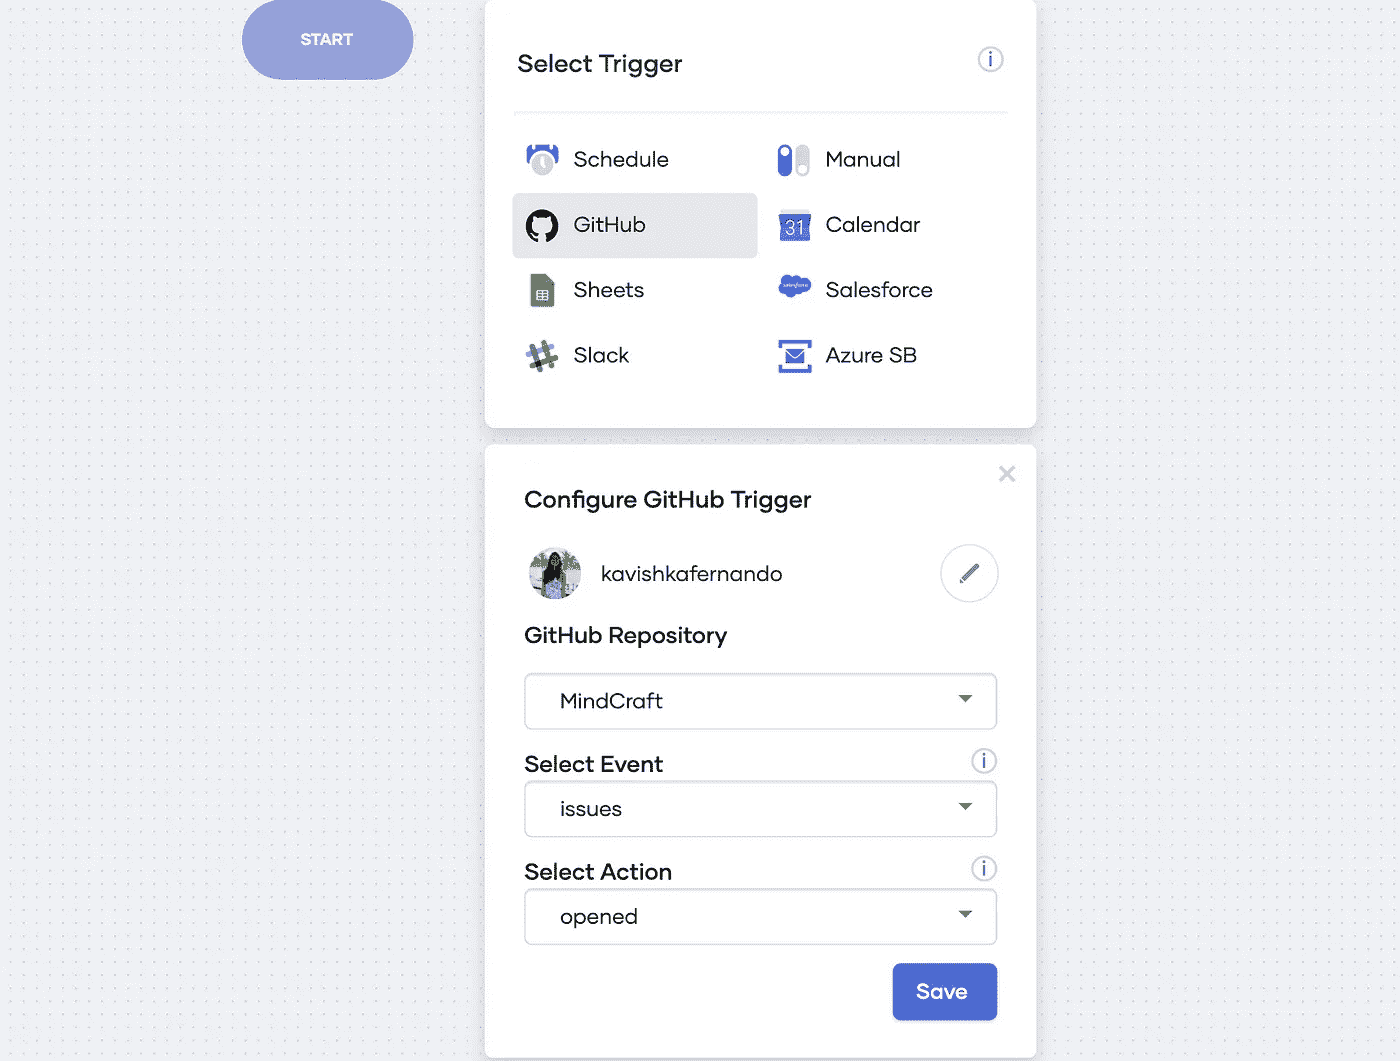 START
Select Trigger
Schedule
Manual
GitHub
31
Calendar
Sheets
salesforce
Salesforce
Slack
Azure SB
Configure GitHub Trigger
kavishkafernando
GitHub Repository
MindCraft
Select Event
issues
Select Action
opened
Save